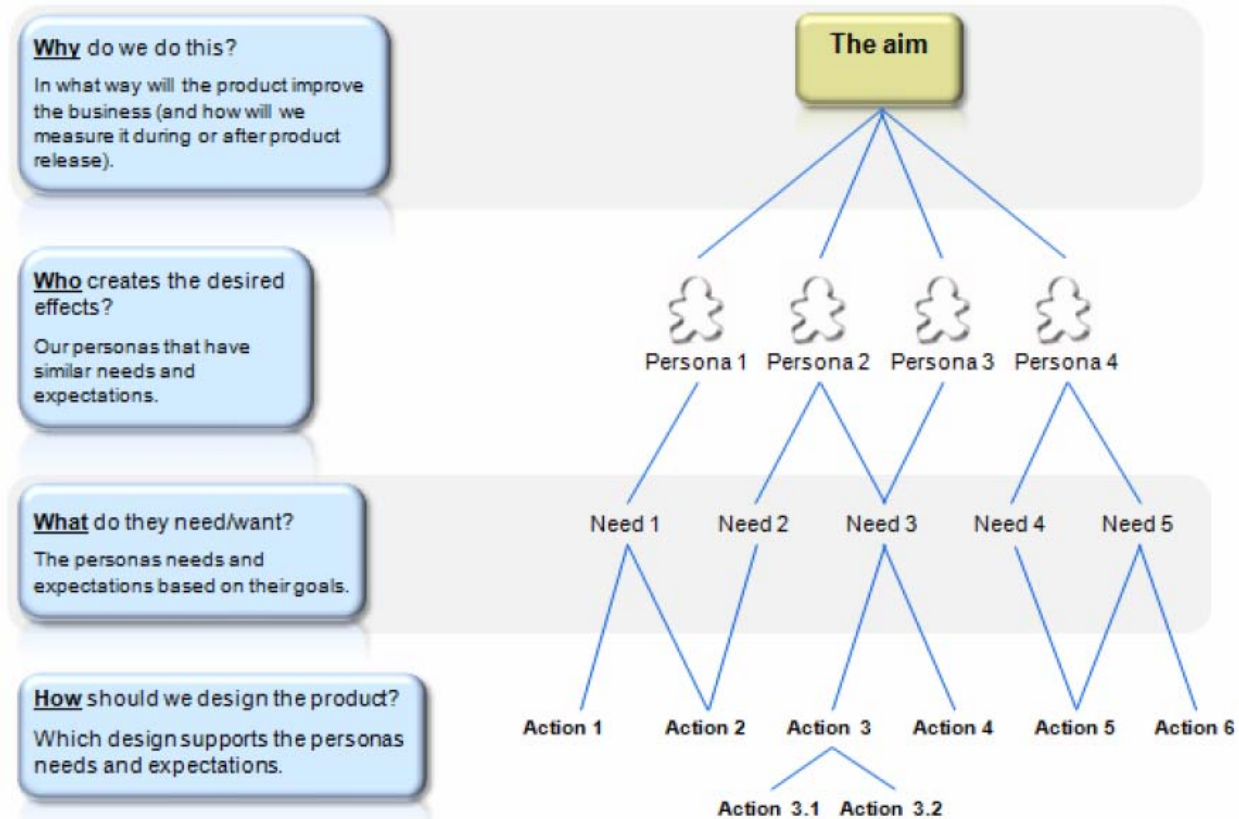 Why do we do this?
In what way will the product improve
the business (and how will we
measure it during or after product
release).
The aim
Who creates the desired
effects?
Our personas that have
similar needs and
expectations.
Persona 1 Persona 2 Persona 3 Persona 4
What do they need/want?
The personas needs and
expectations based on their goals.
Need 1 Need 2 Need 3 Need 4 Need 5
How should we design the product?
Which design supports the personas
needs and expectations.
Action 1 Action 2 Action 3 Action 4 Action 5 Action 6
Action 3.1 Action 3.2